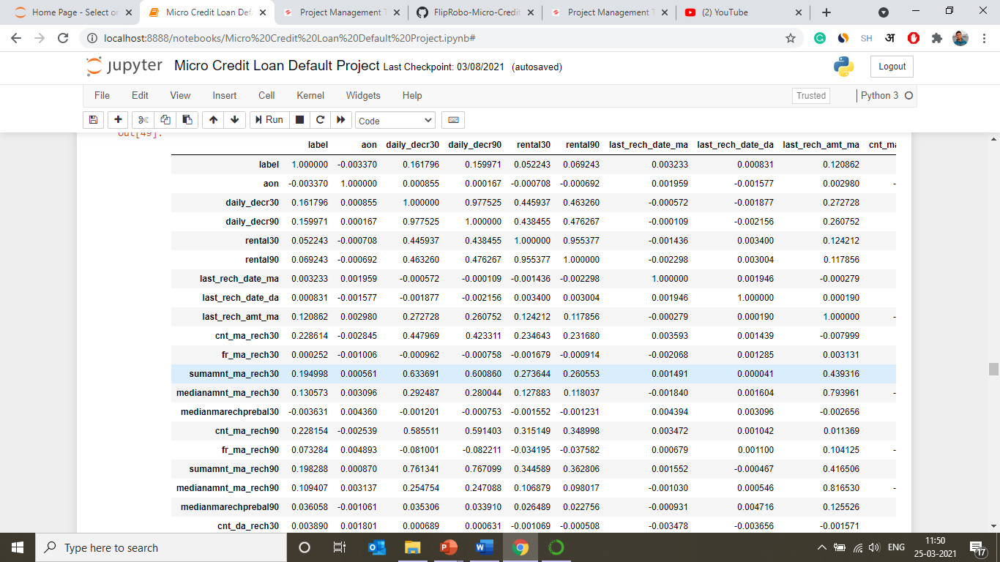 Home Page - Select or
Micro Credit Loan Def
Project Management T
FlipRobo-Micro-Credit
Project Management T
(2) YouTube
localhost:8888/notebooks/Micro%20Credit%20Loan%20Default%20Project.ipynb#
SH
अ
jupyter Micro Credit Loan Default Project Last Checkpoint: 03/08/2021 (autosaved)
Logout
File Edit View Insert Cell Kernel Widgets Help
Trusted
Python 3
Run
Code
Out[49]:
label aon daily_decr30 daily_decr90 rental30 rental90 last_rech_date_ma last_rech_date_da last_rech_amt_ma cnt_ma
label 1.000000 -0.003370 0.161796 0.159971 0.052243 0.069243 0.003233 0.000831 0.120862
aon -0.003370 1.000000 0.000855 0.000167 -0.000708 -0.000692 0.001959 -0.001577 0.002980 -
daily_decr30 0.161796 0.000855 1.000000 0.977525 0.445937 0.463260 -0.000572 -0.001877 0.272728
daily_decr90 0.159971 0.000167 0.977525 1.000000 0.438455 0.476267 -0.000109 -0.002156 0.260752
rental30 0.052243 -0.000708 0.445937 0.438455 1.000000 0.955377 -0.001436 0.003400 0.124212
rental90 0.069243 -0.000692 0.463260 0.476267 0.955377 1.000000 -0.002298 0.003004 0.117856
last_rech_date_ma 0.003233 0.001959 -0.000572 -0.000109 -0.001436 -0.002298 1.000000 0.001946 -0.000279
last_rech_date_da 0.000831 -0.001577 -0.001877 -0.002156 0.003400 0.003004 0.001946 1.000000 0.000190
last_rech_amt_ma 0.120862 0.002980 0.272728 0.260752 0.124212 0.117856 -0.000279 0.000190 1.000000 -
cnt_ma_rech30 0.228614 -0.002845 0.447969 0.423311 0.234643 0.231680 0.003593 0.001439 -0.007999
fr_ma_rech30 0.000252 -0.001006 -0.000962 -0.000758 -0.001679 -0.000914 -0.002068 0.001285 0.003131
sumamnt_ma_rech30 0.194998 0.000561 0.633691 0.600860 0.273644 0.260553 0.001491 0.000041 0.439316
medianamnt_ma_rech30 0.130573 0.003096 0.292487 0.280044 0.127883 0.118037 -0.001840 0.001604 0.793961 -
medianmarechprebal30 -0.003631 0.004360 -0.001201 -0.000753 -0.001552 -0.001231 0.004394 0.003096 -0.002656
cnt_ma_rech90 0.228154 -0.002539 0.585511 0.591403 0.315149 0.348998 0.003472 0.001042 0.011369
fr_ma_rech90 0.073284 0.004893 -0.081001 -0.082211 -0.034195 -0.037582 0.000679 0.001100 0.104125 -
sumamnt_ma_rech90 0.198288 0.000870 0.761341 0.767099 0.344589 0.362806 0.001552 -0.000467 0.416506
medianamnt_ma_rech90 0.109407 0.003137 0.254754 0.247088 0.106879 0.098017 -0.001030 0.000546 0.816530 -
medianmarechprebal90 0.036058 -0.001061 0.035306 0.033910 0.026489 0.022756 -0.000931 0.004716 0.125526
cnt_da_rech30 0.003890 0.001801 0.000689 0.000631 -0.001069 -0.000508 -0.003478 -0.003656 -0.001571
Type here to search
ENG
11:50
25-03-2021
17